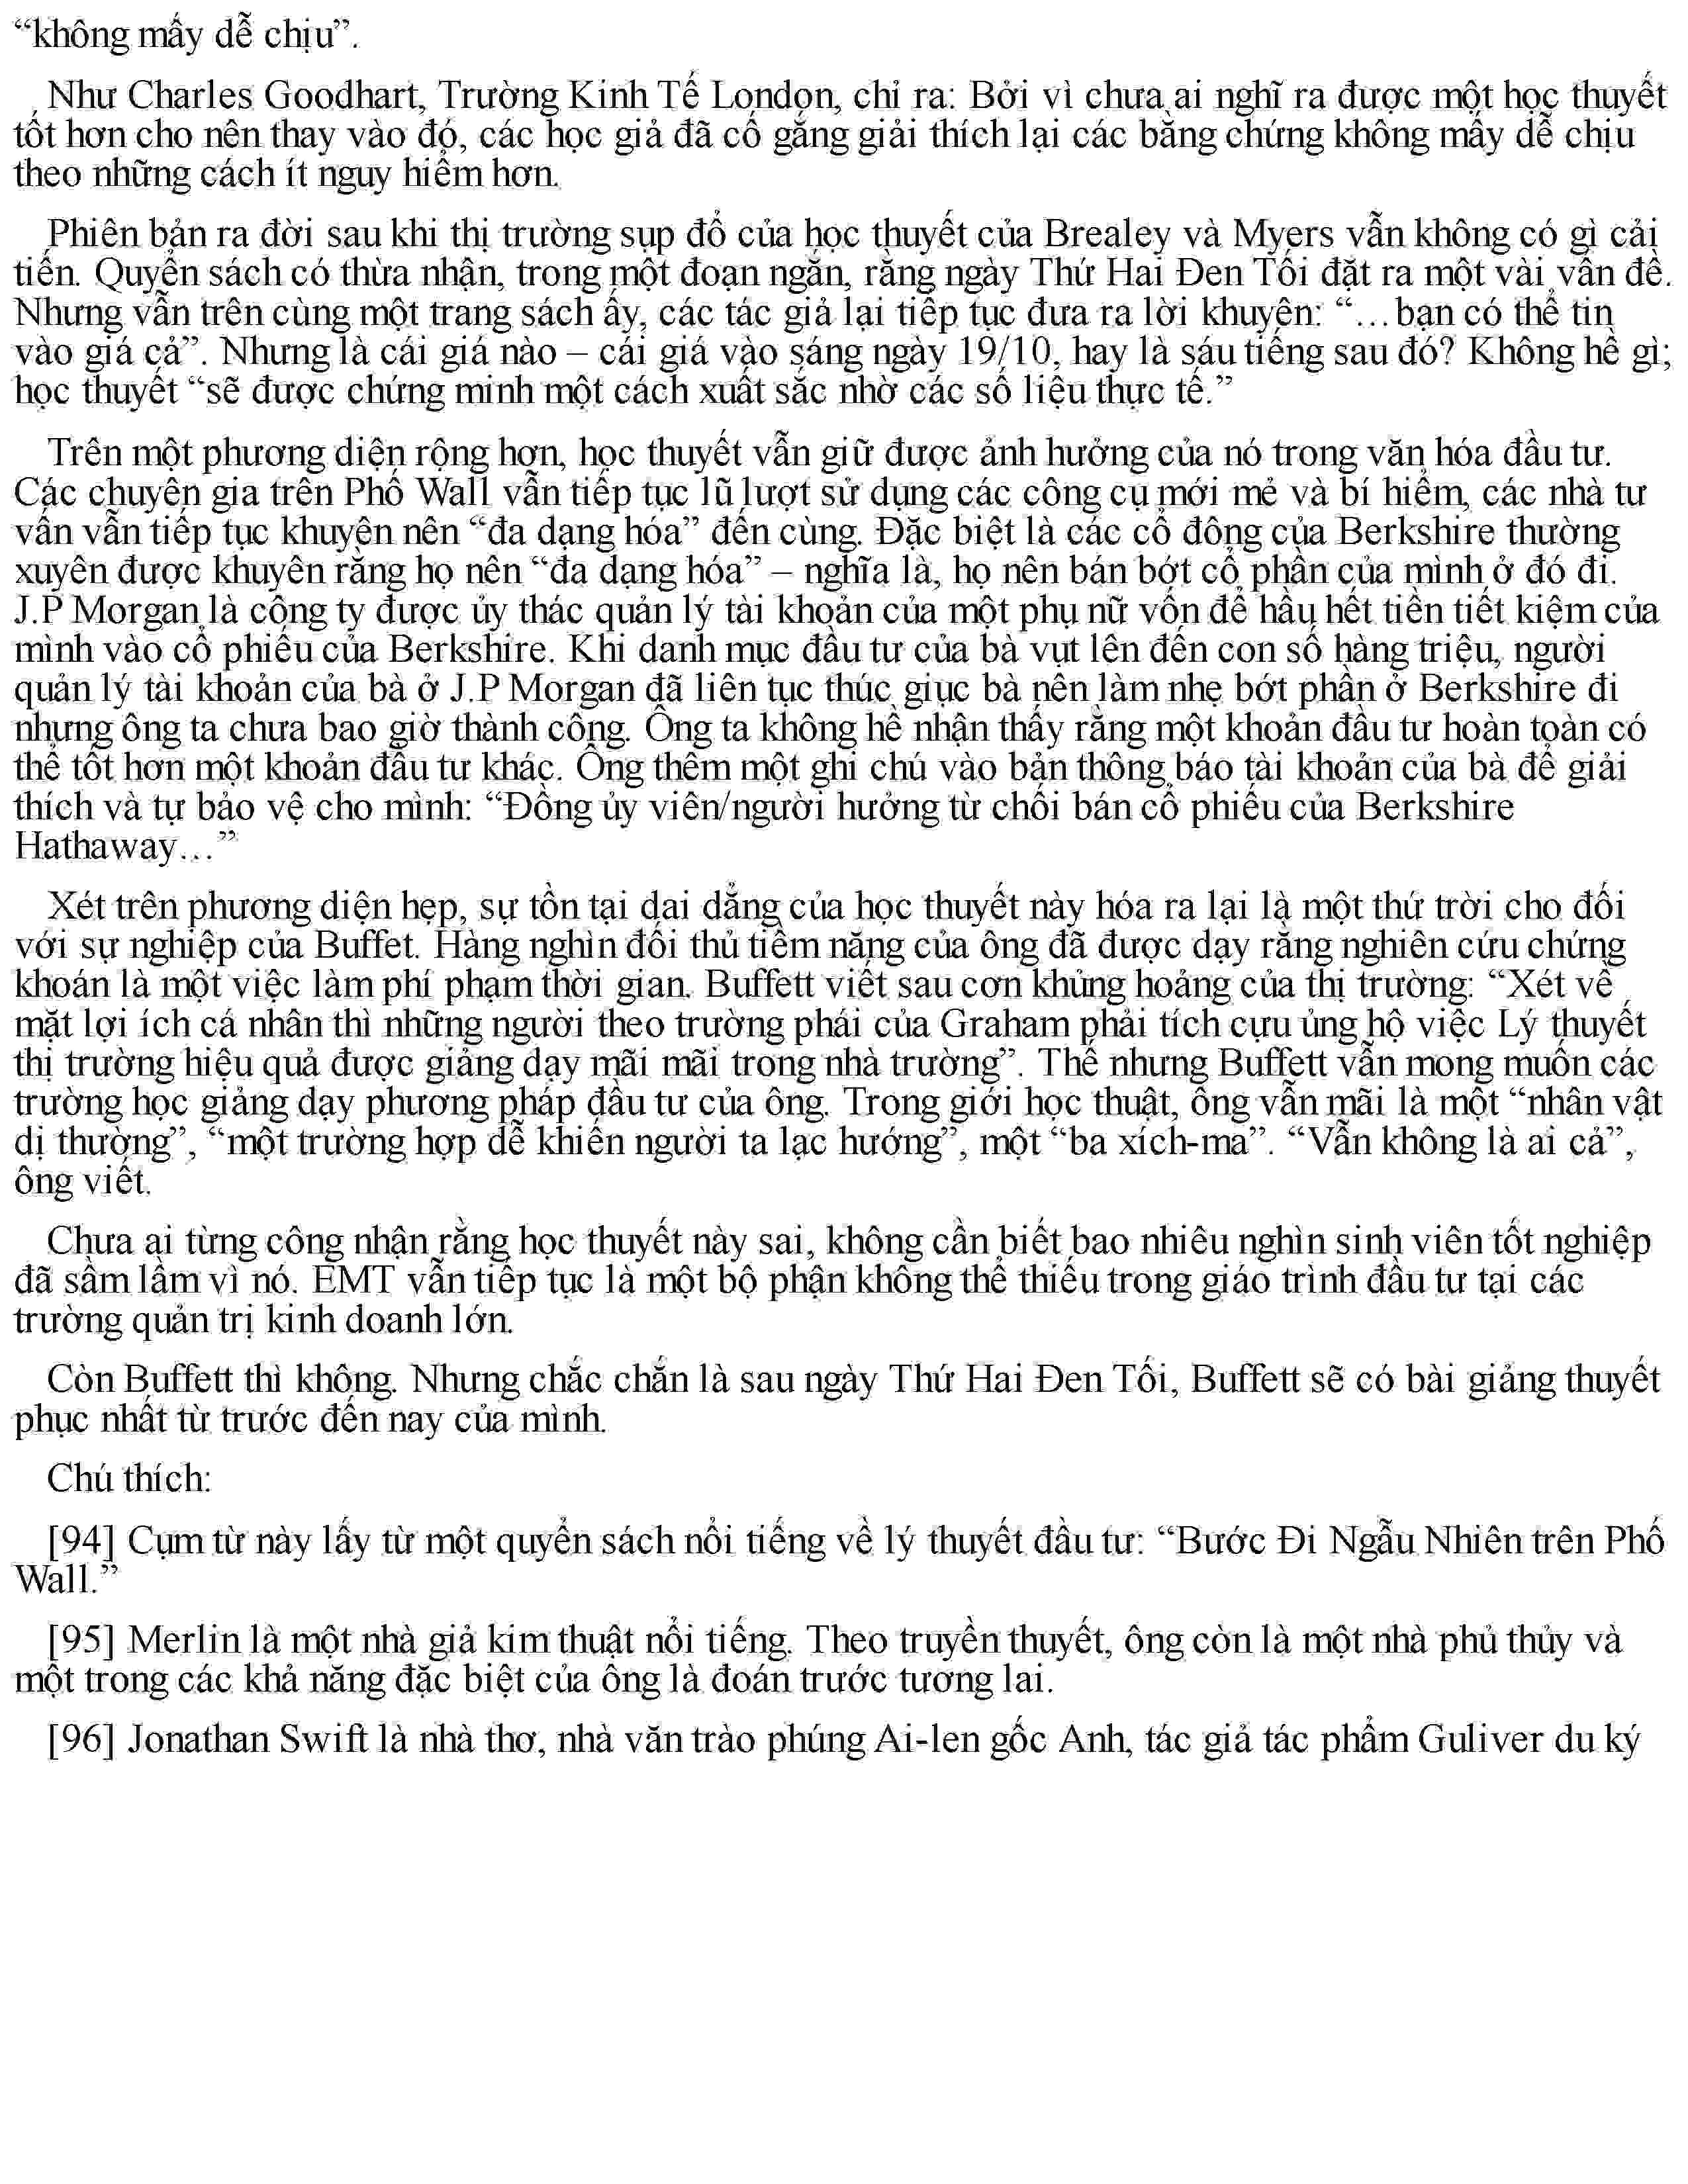 “không mấy dễ chịu”.
Như Charles Goodhart, Trường Kinh Tế London, chỉ ra: Bởi vì chưa ai nghĩ ra được một học thuyết
tốt hơn cho nên thay vào đó, các học giả đã cố gắng giải thích lại các bằng chứng không mấy dễ chịu
theo những cách ít nguy hiểm hơn.
Phiên bản ra đời sau khi thị trường sụp đổ của học thuyết của Brealey và Myers vẫn không có gì cải
tiến. Quyển sách có thừa nhận, trong một đoạn ngắn, rằng ngày Thứ Hai Đen Tối đặt ra một vài vấn đề.
Nhưng vẫn trên cùng một trang sách ấy, các tác giả lại tiếp tục đưa ra lời khuyên: “…bạn có thể tin
vào giá cả”. Nhưng là cái giá nào – cái giá vào sáng ngày 19/10, hay là sáu tiếng sau đó? Không hề gì;
học thuyết “sẽ được chứng minh một cách xuất sắc nhờ các số liệu thực tế.”
Trên một phương diện rộng hơn, học thuyết vẫn giữ được ảnh hưởng của nó trong văn hóa đầu tư.
Các chuyên gia trên Phố Wall vẫn tiếp tục lũ lượt sử dụng các công cụ mới mẻ và bí hiểm, các nhà tư
vấn vẫn tiếp tục khuyên nên “đa dạng hóa” đến cùng. Đặc biệt là các cổ đông của Berkshire thường
xuyên được khuyên rằng họ nên “đa dạng hóa” – nghĩa là, họ nên bán bớt cổ phần của mình ở đó đi.
J.P Morgan là công ty được ủy thác quản lý tài khoản của một phụ nữ vốn để hầu hết tiền tiết kiệm của
mình vào cổ phiếu của Berkshire. Khi danh mục đầu tư của bà vụt lên đến con số hàng triệu, người
quản lý tài khoản của bà ở J.P Morgan đã liên tục thúc giục bà nên làm nhẹ bớt phần ở Berkshire đi
nhưng ông ta chưa bao giờ thành công. Ông ta không hề nhận thấy rằng một khoản đầu tư hoàn toàn có
thể tốt hơn một khoản đầu tư khác. Ông thêm một ghi chú vào bản thông báo tài khoản của bà để giải
thích và tự bảo vệ cho mình: “Đồng ủy viên/người hưởng từ chối bán cổ phiếu của Berkshire
Hathaway…”
Xét trên phương diện hẹp, sự tồn tại dai dẳng của học thuyết này hóa ra lại là một thứ trời cho đối
với sự nghiệp của Buffet. Hàng nghìn đối thủ tiềm năng của ông đã được dạy rằng nghiên cứu chứng
khoán là một việc làm phí phạm thời gian. Buffett viết sau cơn khủng hoảng của thị trường: “Xét về
mặt lợi ích cá nhân thì những người theo trường phái của Graham phải tích cựu ủng hộ việc Lý thuyết
thị trường hiệu quả được giảng dạy mãi mãi trong nhà trường”. Thế nhưng Buffett vẫn mong muốn các
trường học giảng dạy phương pháp đầu tư của ông. Trong giới học thuật, ông vẫn mãi là một “nhân vật
dị thường”, “một trường hợp dễ khiến người ta lạc hướng”, một “ba xích-ma”. “Vẫn không là ai cả”,
ông viết.
Chưa ai từng công nhận rằng học thuyết này sai, không cần biết bao nhiêu nghìn sinh viên tốt nghiệp
đã sầm lầm vì nó. EMT vẫn tiếp tục là một bộ phận không thể thiếu trong giáo trình đầu tư tại các
trường quản trị kinh doanh lớn.
Còn Buffett thì không. Nhưng chắc chắn là sau ngày Thứ Hai Đen Tối, Buffett sẽ có bài giảng thuyết
phục nhất từ trước đến nay của mình.
Chú thích:
[94] Cụm từ này lấy từ một quyển sách nổi tiếng về lý thuyết đầu tư: “Bước Đi Ngẫu Nhiên trên Phố
Wall.”
[95] Merlin là một nhà giả kim thuật nổi tiếng. Theo truyền thuyết, ông còn là một nhà phủ thủy và
một trong các khả năng đặc biệt của ông là đoán trước tương lai.
[96] Jonathan Swift là nhà thơ, nhà văn trào phúng Ai-len gốc Anh, tác giả tác phẩm Guliver du ký